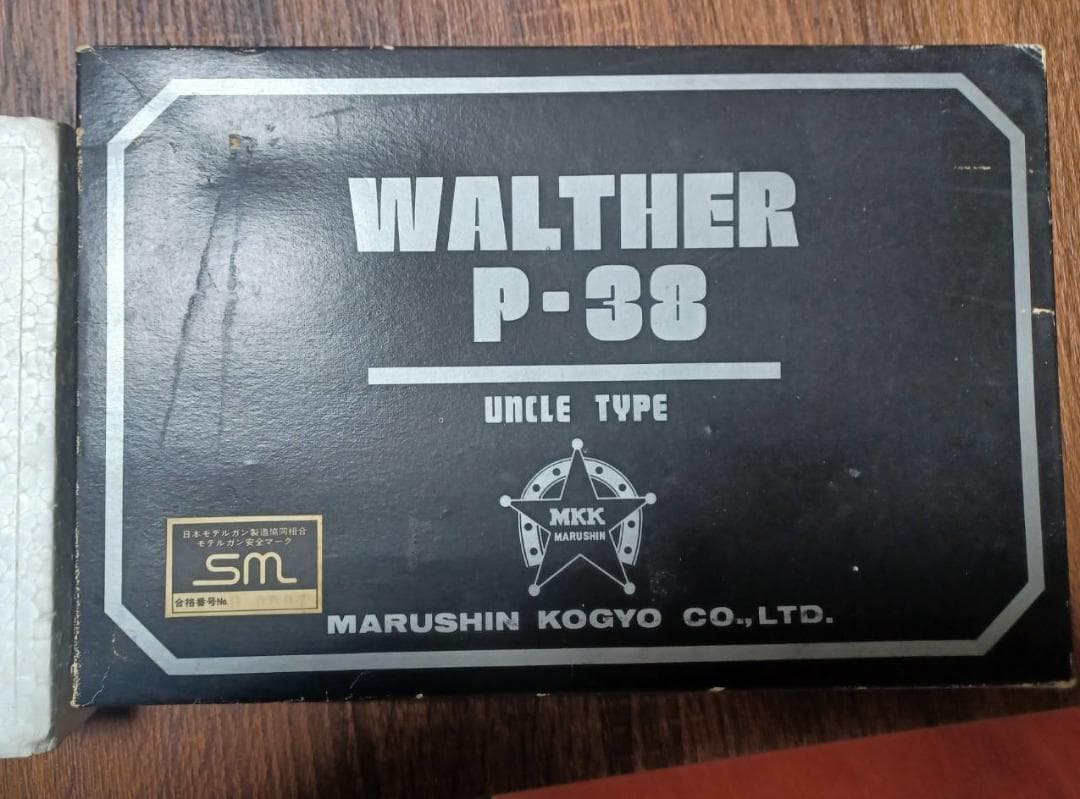 WALTHER
P-38
UNCLE TYPE
MKK
MARUSHIN
日本モデルガン製造協同組合
モデルガン安全マーク
SM
合格番号No.
MARUSHIN KOGYO CO.,LTD.